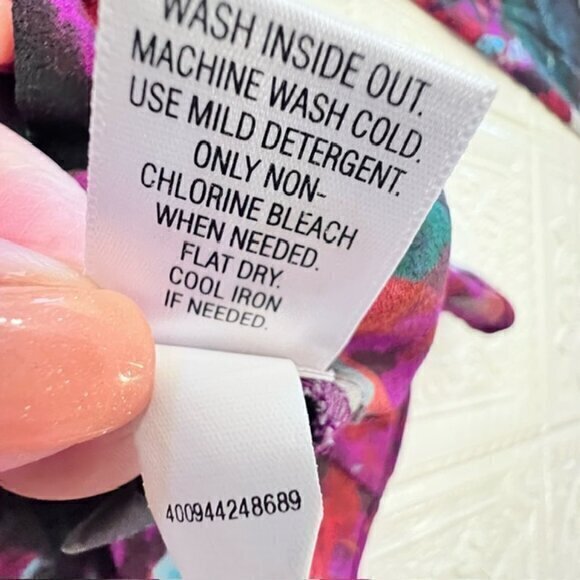 WASH INSIDE OUT.
MACHINE WASH COLD.
USE MILD DETERGENT.
ONLY NON-
CHLORINE BLEACH
WHEN NEEDED.
FLAT DRY.
COOL IRON
IF NEEDED.
400944248689